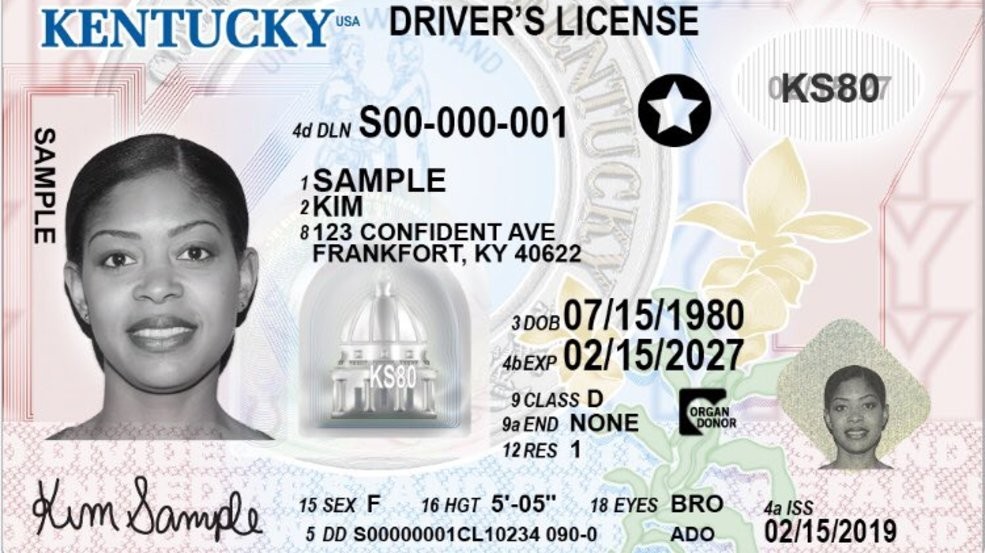 KENTUCKY USA DRIVER'S LICENSE
KS80
4d DLN S00-000-001
SAMPLE
1 SAMPLE
2 KIM
8 123 CONFIDENT AVE
FRANKFORT, KY 40622
KENTUCKY
KS80
3 DOB 07/15/1980
4b EXP 02/15/2027
9 CLASS D
9a END NONE
12 RES 1
ORGAN
DONOR
Kim Sample
15 SEX F 16 HGT 5'-05" 18 EYES BRO
5 DD S00000001CL10234 090-0 ADO
4a ISS
02/15/2019